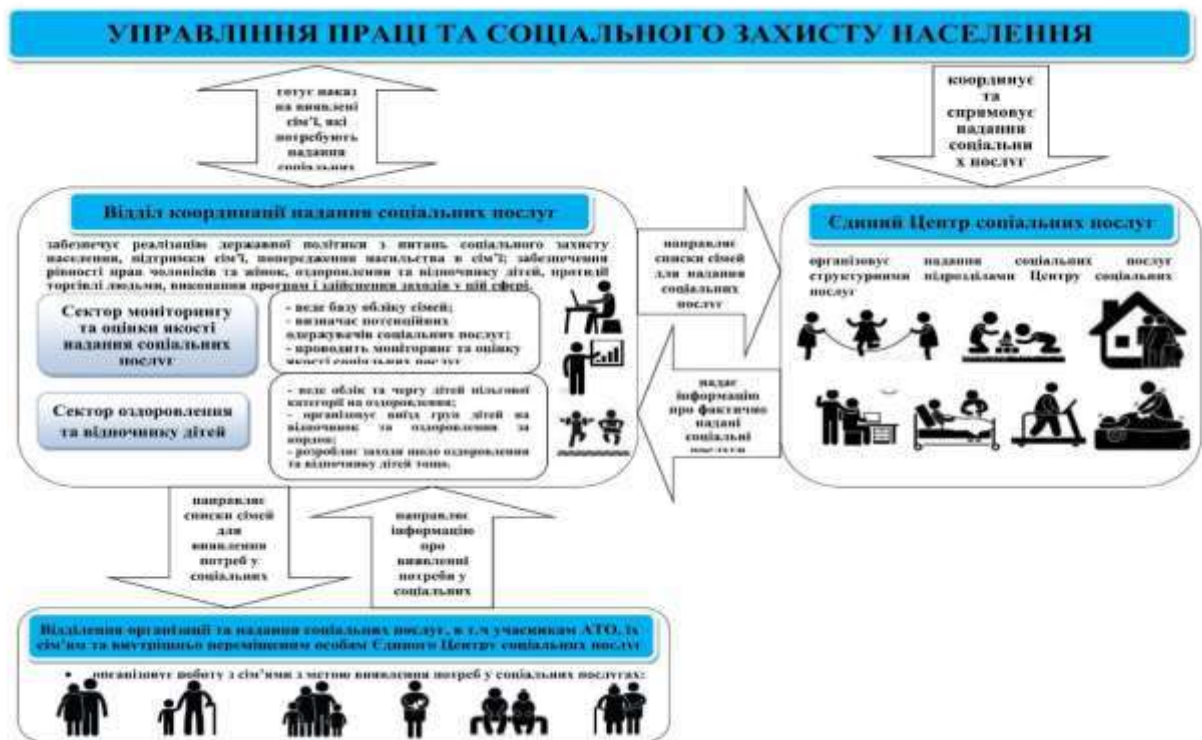 УПРАВЛІННЯ ПРАЦІ ТА СОЦІАЛЬНОГО ЗАХИСТУ НАСЕЛЕННЯ
готує наказ
на виявлені
сім'ї, які
потребують
надання
соціальних
координує
та
спрямовує
надання
соціальни
х послуг
Відділ координації надання соціальних послуг
забезпечує реалізацію державної політики з питань соціального захисту
населення, підтримки сім'ї, попередження насильства в сім'ї; забезпечення
рівності прав чоловіків та жінок, оздоровлення та відпочинку дітей, протидії
торгівлі людьми, виконання програм і здійснення заходів у цій сфері.
Сектор моніторингу
та оцінки якості
надання соціальних
послуг
- веде базу обліку сімей;
- визначає потенційних
одержувачів соціальних послуг;
- проводить моніторинг та оцінку
якості соціальних послуг
Сектор оздоровлення
та відпочинку дітей
- веде облік та чергу дітей пільгової
категорії на оздоровлення;
- організовує виїзд груп дітей на
відпочинок та оздоровлення за
кордон;
- розробляє заходи щодо оздоровлення
та відпочинку дітей тощо.
направляє
списки сімей
для надання
соціальних
послуг
надає
інформацію
про фактично
надані
соціальні
послуги
Єдиний Центр соціальних послуг
організовує надання соціальних послуг
структурними підрозділами Центру соціальних
послуг
направляє
списки сімей
для
виявлення
потреб у
соціальних
направляє
інформацію
про
виявленні
потреби у
соціальних
Відділення організації та надання соціальних послуг, в т.ч учасникам АТО, їх
сім'ям та внутрішньо переміщеним особам Єдиного Центру соціальних послуг
• організовує роботу з сім'ями з метою виявлення потреб у соціальних послугах;